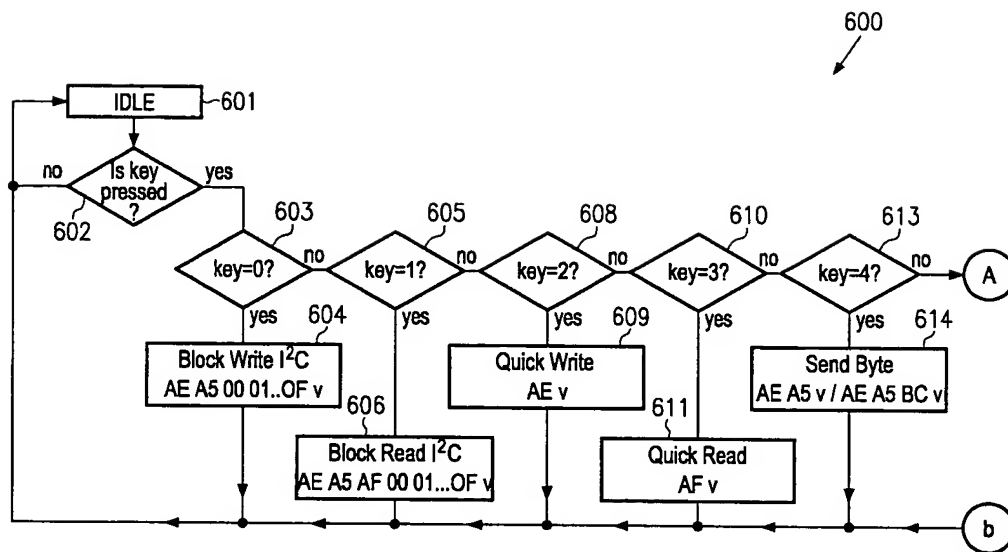 600
IDLE
601
no
Is key
pressed
?
yes
602
603
605
608
610
613
key=0?
no
key=1?
no
key=2?
no
key=3?
no
key=4?
no
A
yes
yes
yes
yes
yes
604
Block Write I²C
AE A5 00 01..OF v
609
Quick Write
AE v
614
Send Byte
AE A5 v / AE A5 BC v
606
Block Read I²C
AE A5 AF 00 01...OF v
611
Quick Read
AF v
b